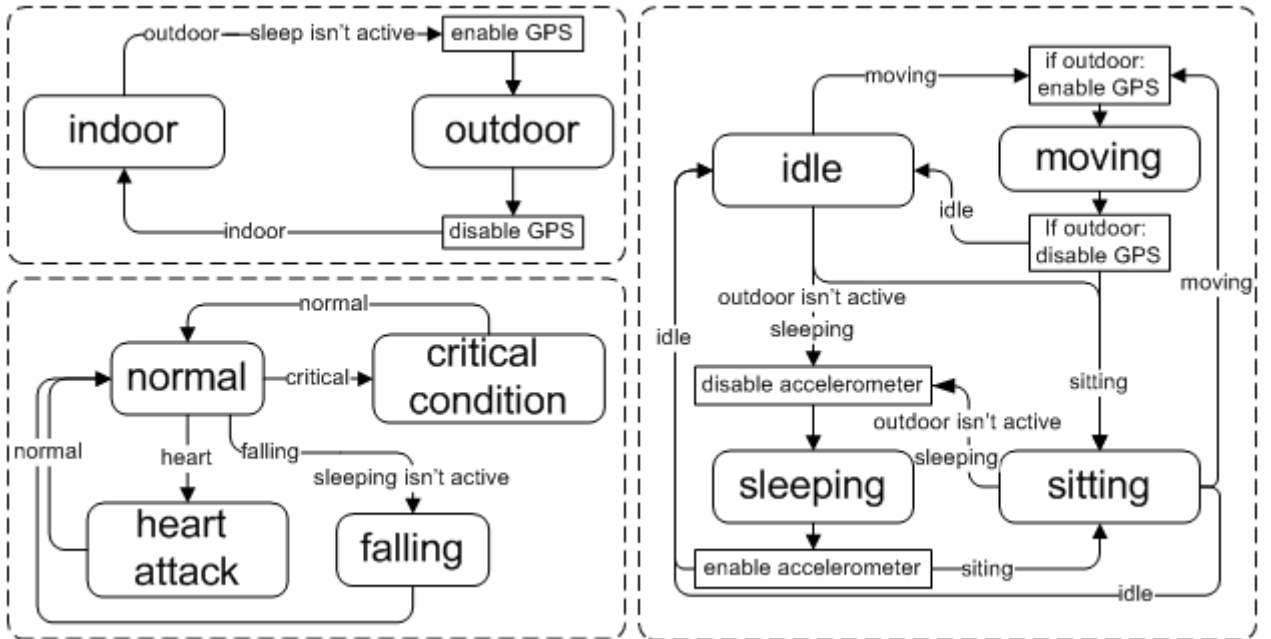 outdoor
sleep isn't active
enable GPS
indoor
outdoor
indoor
disable GPS
normal
normal
critical
critical
condition
normal
heart
falling
sleeping isn't active
heart
attack
falling
moving
if outdoor:
enable GPS
idle
moving
idle
If outdoor:
disable GPS
moving
outdoor isn't active
sleeping
idle
disable accelerometer
sitting
outdoor isn't active
sleeping
sleeping
sitting
enable accelerometer
siting
idle